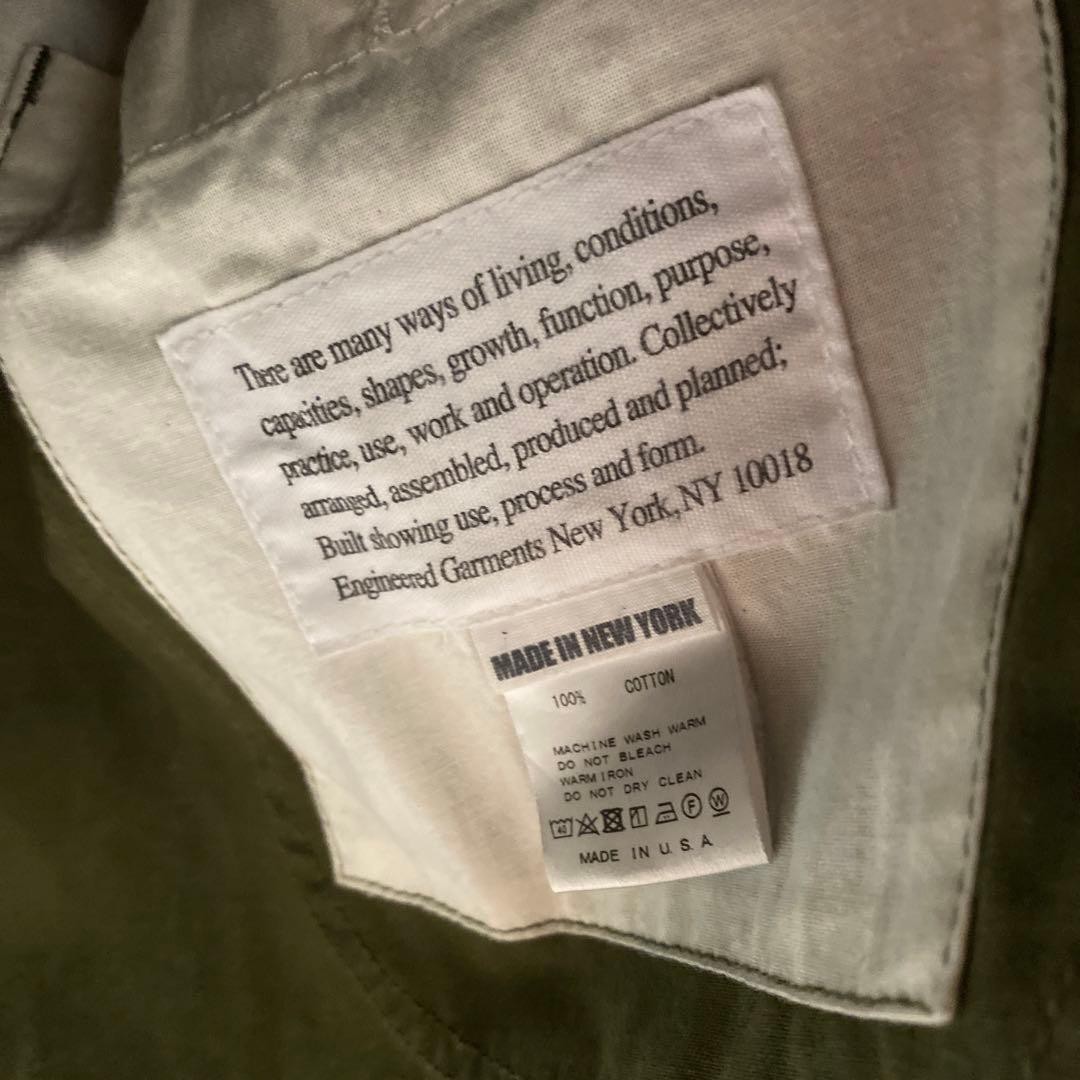 There are many ways of living, conditions,
capacities, shapes, growth, function, purpose,
practice, use, work and operation. Collectively
arranged, assembled, produced and planned;
Built showing use, process and form.
Engineered Garments New York, NY 10018
MADE IN NEW YORK
100% COTTON
MACHINE WASH WARM
DO NOT BLEACH
WARM IRON
DO NOT DRY CLEAN
40 F W
MADE IN U. S. A